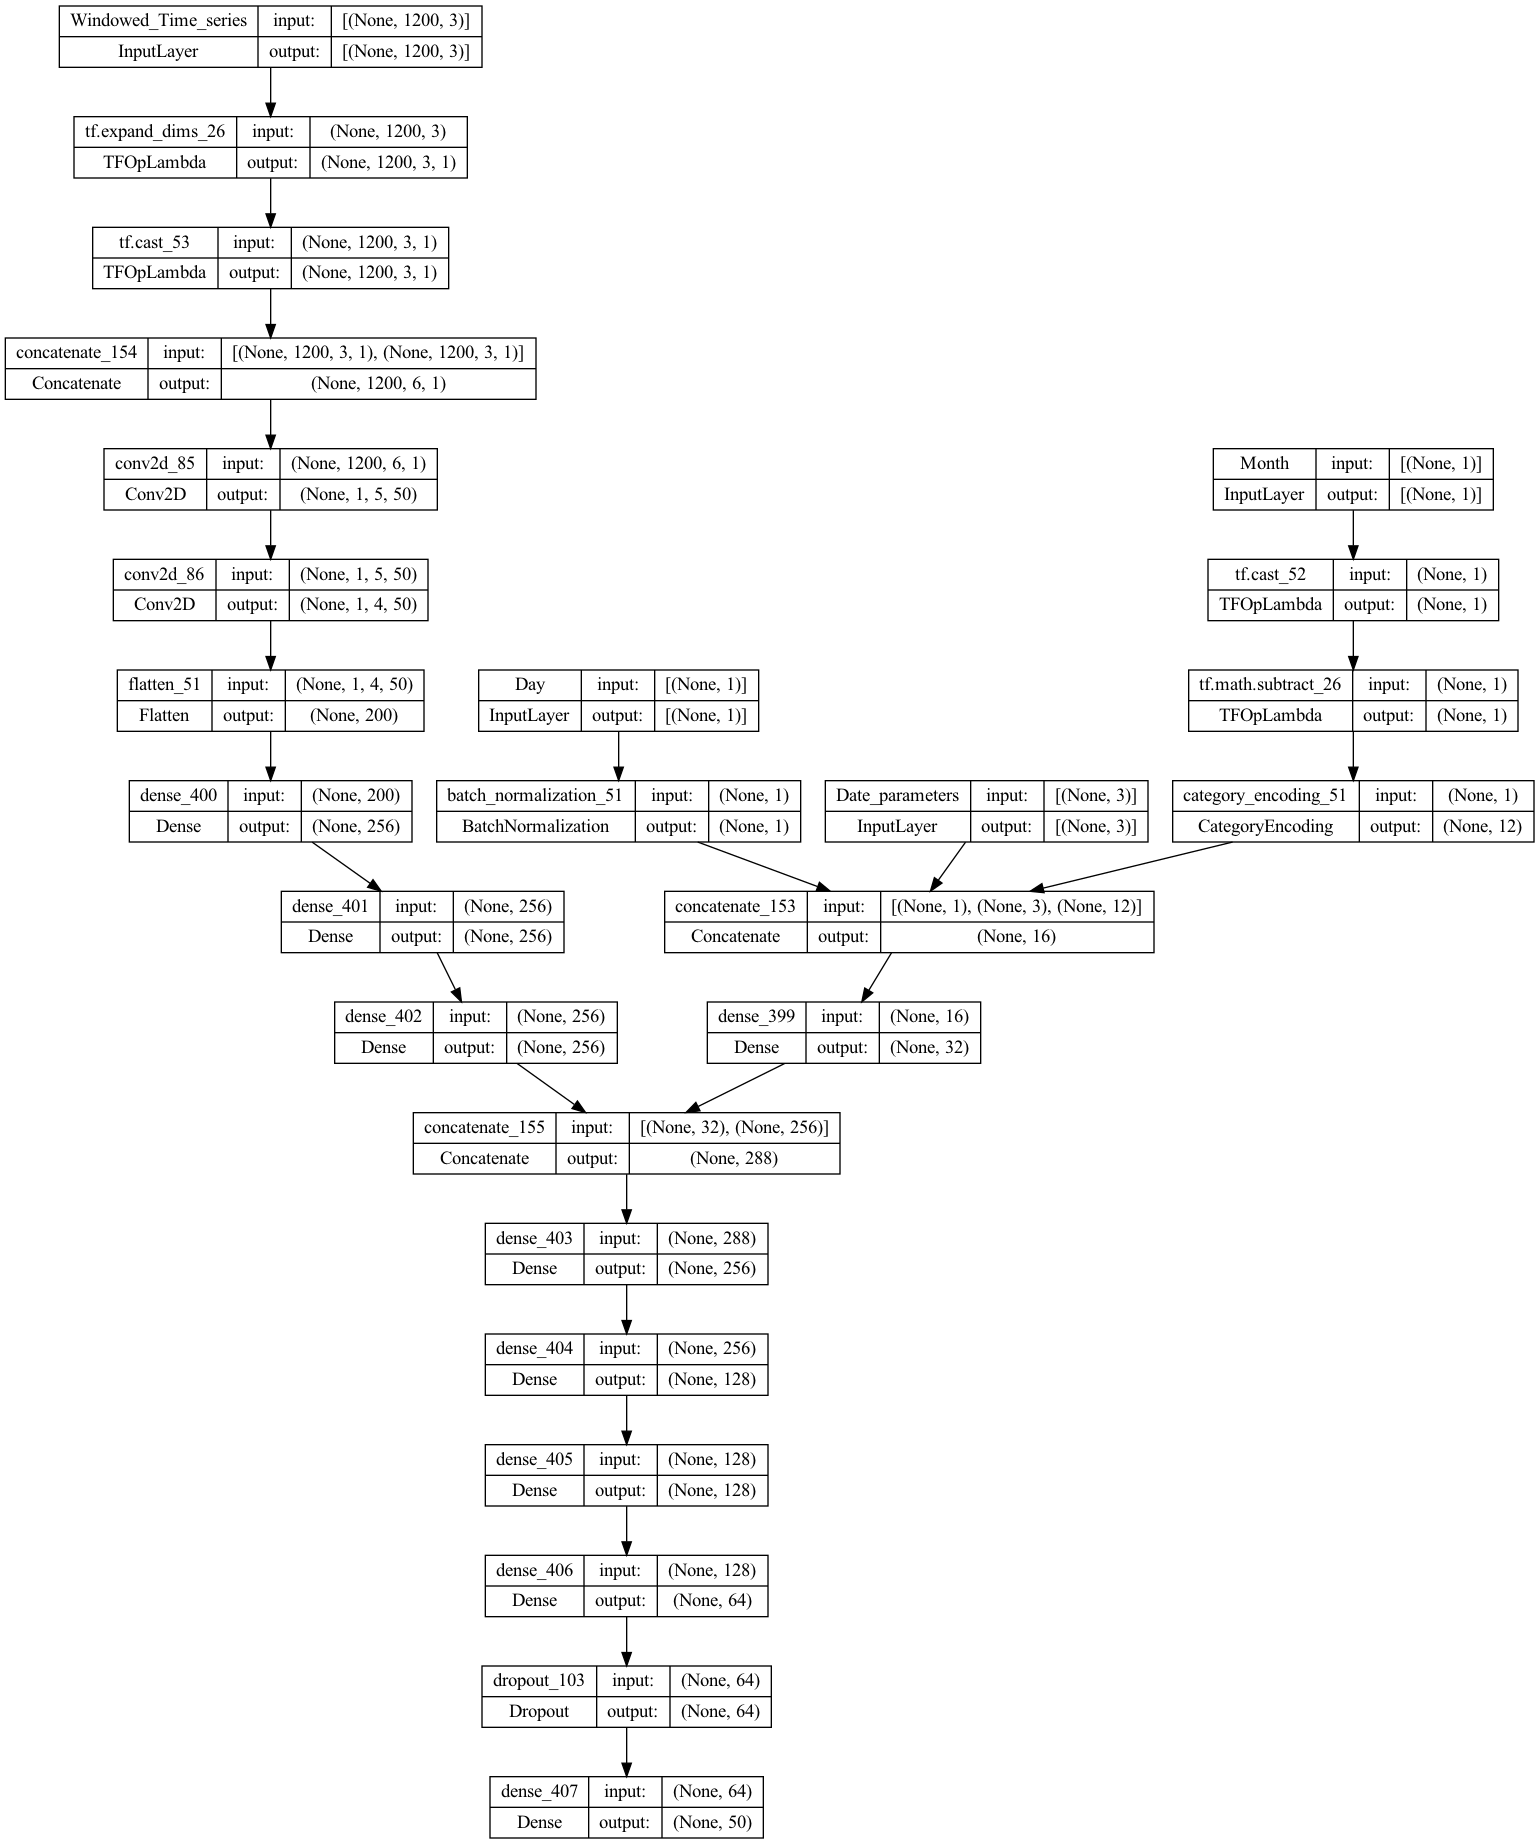 Windowed_Time_series input: [(None, 1200, 3)]
InputLayer output: [(None, 1200, 3)]
tf.expand_dims_26 input: (None, 1200, 3)
TFOpLambda output: (None, 1200, 3, 1)
tf.cast_53 input: (None, 1200, 3, 1)
TFOpLambda output: (None, 1200, 3, 1)
concatenate_154 input: [(None, 1200, 3, 1), (None, 1200, 3, 1)]
Concatenate output: (None, 1200, 6, 1)
conv2d_85 input: (None, 1200, 6, 1)
Conv2D output: (None, 1, 5, 50)
Month input: [(None, 1)]
InputLayer output: [(None, 1)]
conv2d_86 input: (None, 1, 5, 50)
Conv2D output: (None, 1, 4, 50)
tf.cast_52 input: (None, 1)
TFOpLambda output: (None, 1)
flatten_51 input: (None, 1, 4, 50)
Flatten output: (None, 200)
Day input: [(None, 1)]
InputLayer output: [(None, 1)]
tf.math.subtract_26 input: (None, 1)
TFOpLambda output: (None, 1)
dense_400 input: (None, 200)
Dense output: (None, 256)
batch_normalization_51 input: (None, 1)
BatchNormalization output: (None, 1)
Date_parameters input: [(None, 3)]
InputLayer output: [(None, 3)]
category_encoding_51 input: (None, 1)
CategoryEncoding output: (None, 12)
dense_401 input: (None, 256)
Dense output: (None, 256)
concatenate_153 input: [(None, 1), (None, 3), (None, 12)]
Concatenate output: (None, 16)
dense_402 input: (None, 256)
Dense output: (None, 256)
dense_399 input: (None, 16)
Dense output: (None, 32)
concatenate_155 input: [(None, 32), (None, 256)]
Concatenate output: (None, 288)
dense_403 input: (None, 288)
Dense output: (None, 256)
dense_404 input: (None, 256)
Dense output: (None, 128)
dense_405 input: (None, 128)
Dense output: (None, 128)
dense_406 input: (None, 128)
Dense output: (None, 64)
dropout_103 input: (None, 64)
Dropout output: (None, 64)
dense_407 input: (None, 64)
Dense output: (None, 50)